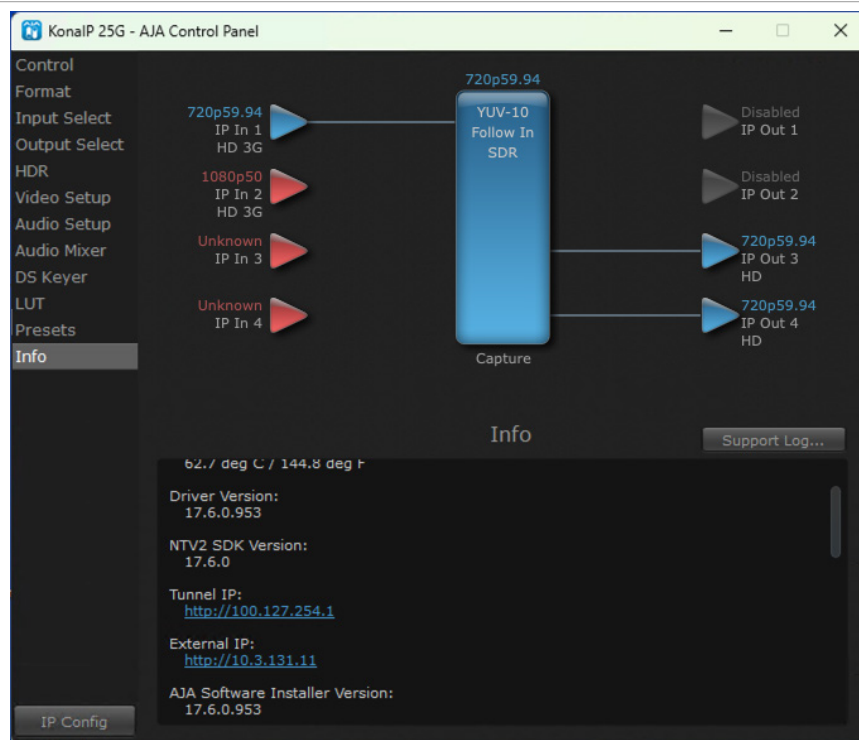 KonaIP 25G - AJA Control Panel
Control
Format
Input Select
Output Select
HDR
Video Setup
Audio Setup
Audio Mixer
DS Keyer
LUT
Presets
Info
720p59.94
IP In 1
HD 3G
1080p50
IP In 2
HD 3G
Unknown
IP In 3
Unknown
IP In 4
720p59.94
YUV-10
Follow In
SDR
Capture
Disabled
IP Out 1
Disabled
IP Out 2
720p59.94
IP Out 3
HD
720p59.94
IP Out 4
HD
Info
Support Log...
62.7 deg C / 144.8 deg F
Driver Version:
17.6.0.953
NTV2 SDK Version:
17.6.0
Tunnel IP:
http://100.127.254.1
External IP:
http://10.3.131.11
AJA Software Installer Version:
17.6.0.953
IP Config